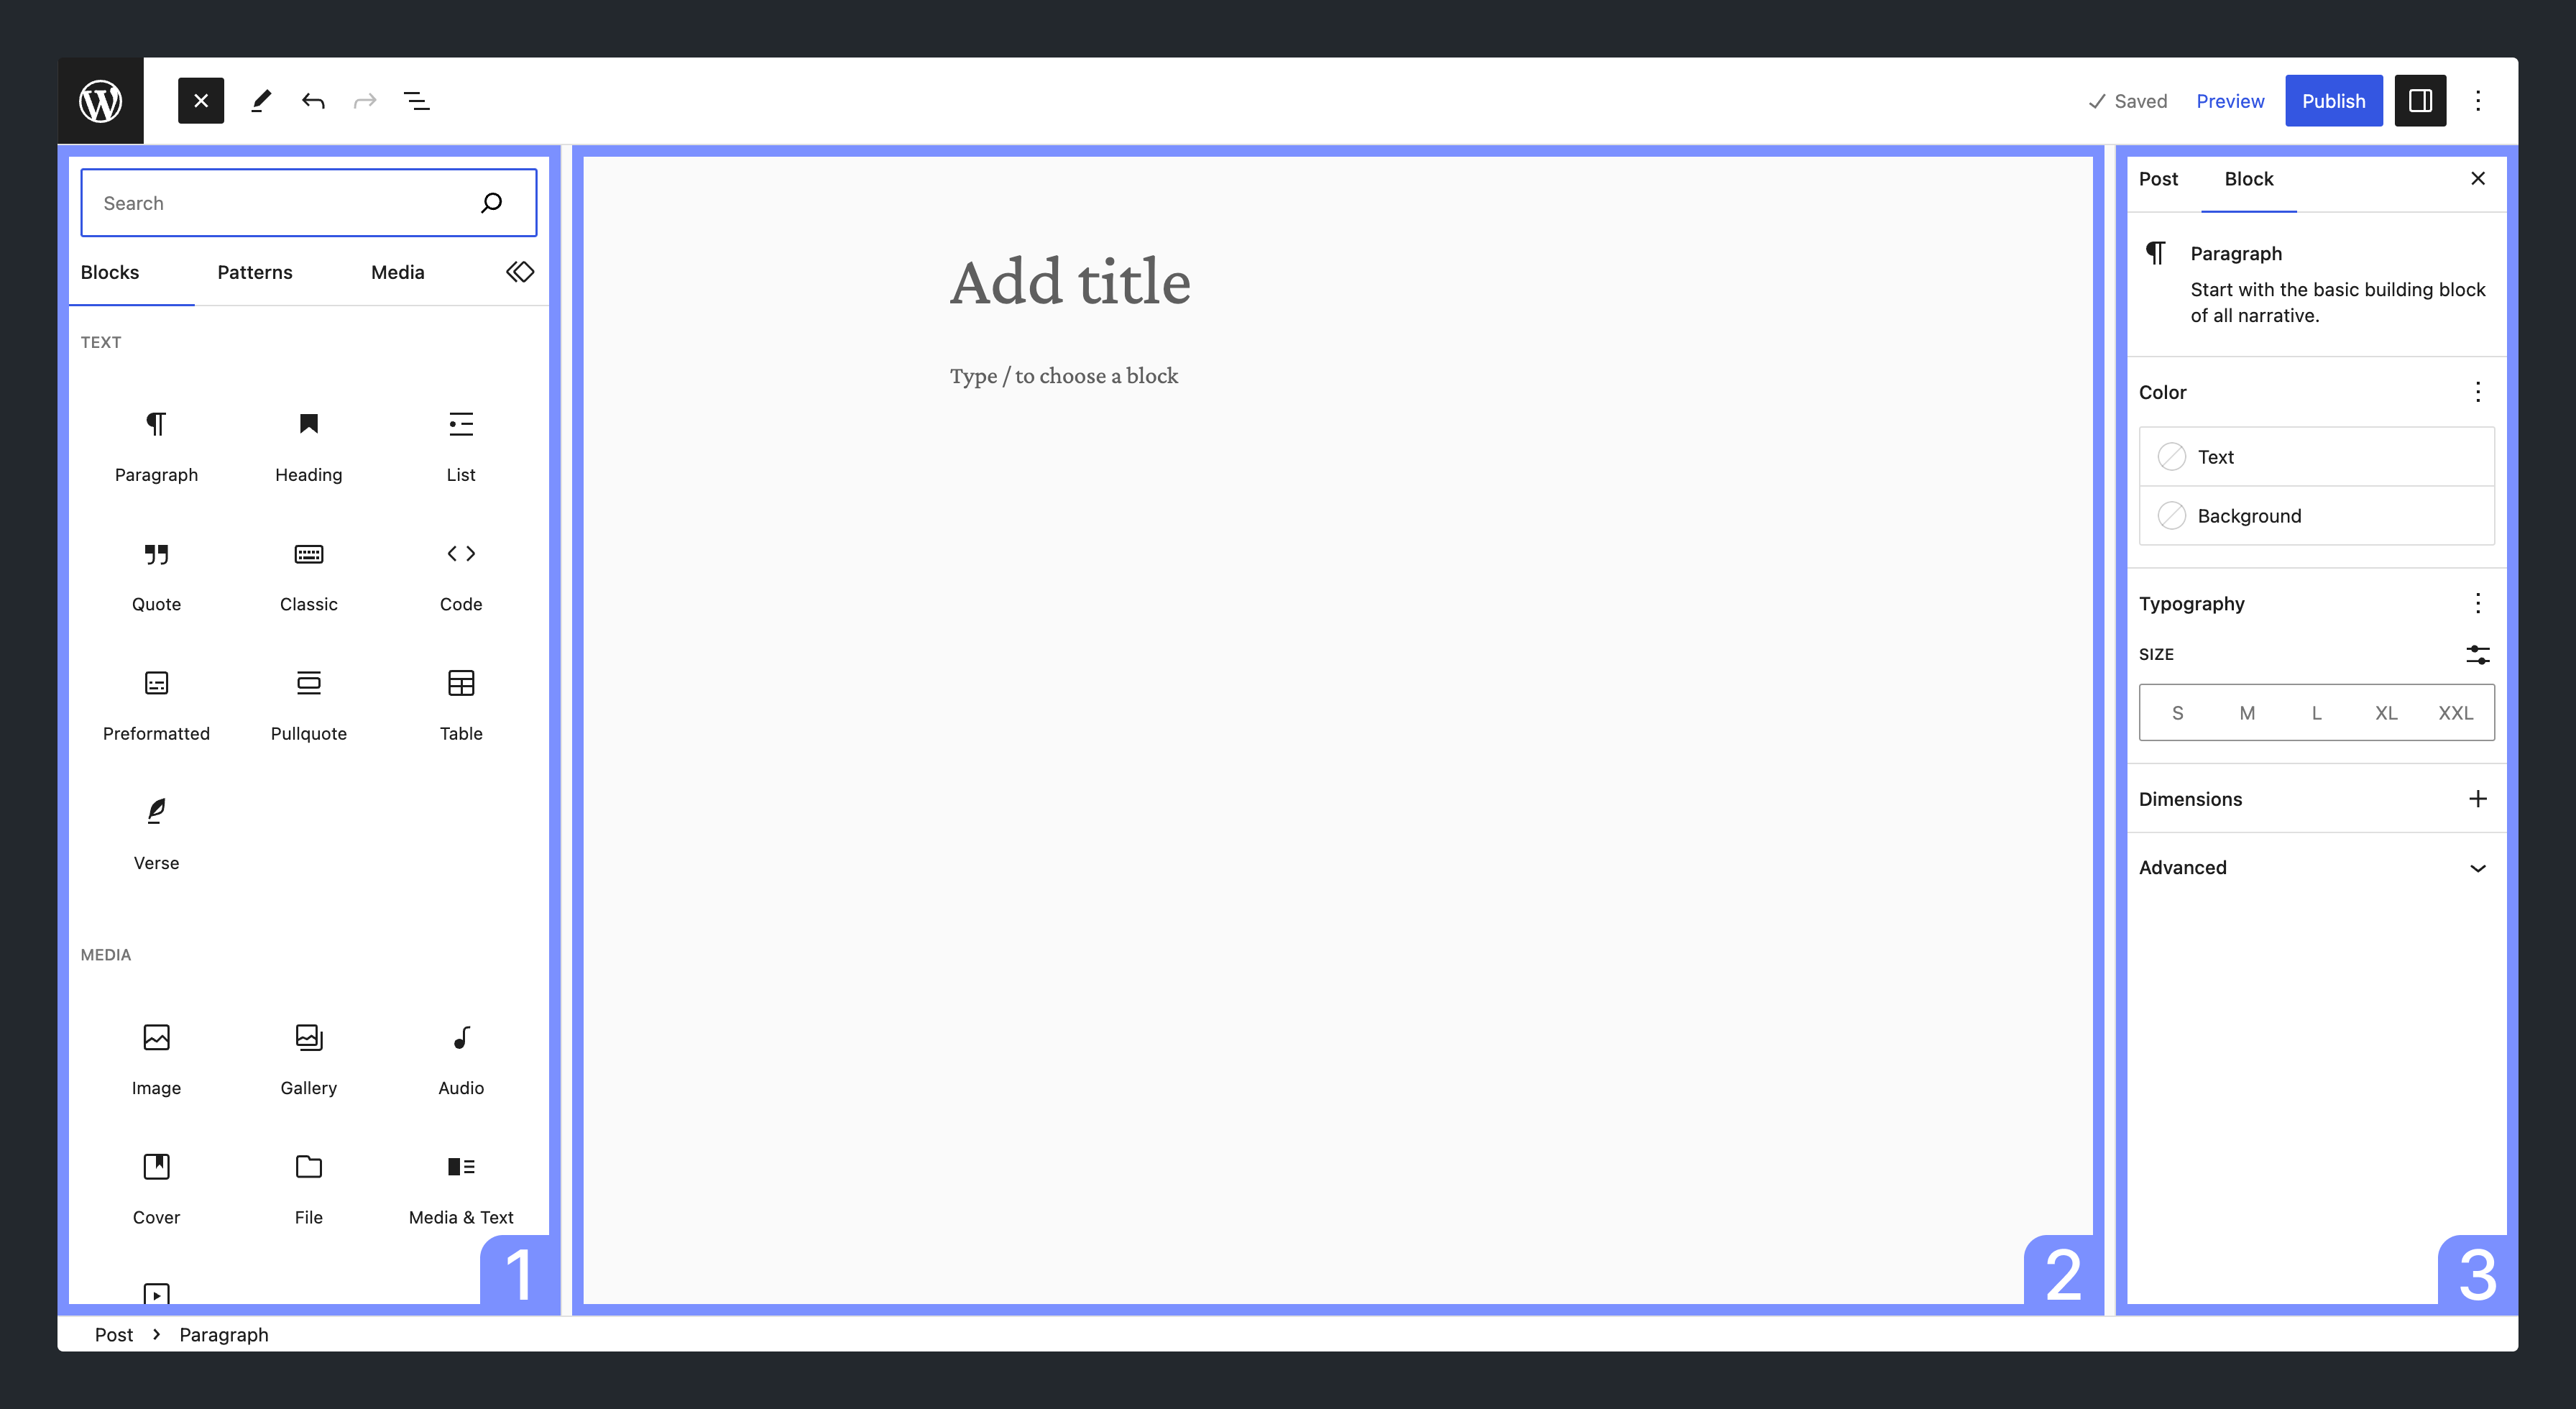 Saved Preview Publish
Search
Blocks Patterns Media
TEXT
Paragraph Heading List
Quote Classic Code
Preformatted Pullquote Table
Verse
MEDIA
Image Gallery Audio
Cover File Media & Text
1
Add title
Type / to choose a block
2
Post Block
Paragraph
Start with the basic building block
of all narrative.
Color
Text
Background
Typography
SIZE
S M L XL XXL
Dimensions
Advanced
3
Post Paragraph